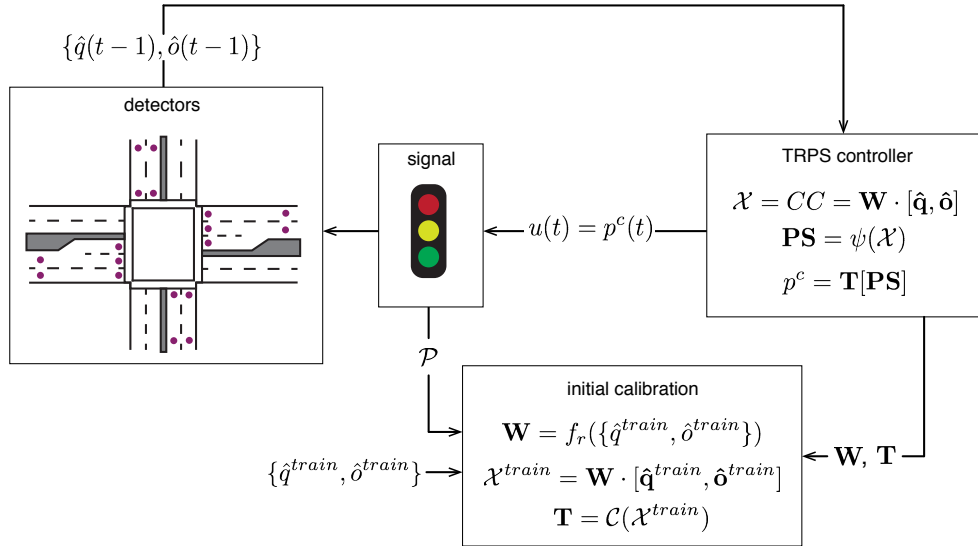 {q̂(t−1), ô(t−1)}
detectors
signal
TRPS controller
𝒳 = CC = W · [q̂, ô]
PS = ψ(𝒳)
p^c = T[PS]
u(t) = p^c(t)
𝒫
initial calibration
W = f_r({q̂^train, ô^train})
{q̂^train, ô^train}
𝒳^train = W · [q̂^train, ô^train]
T = 𝒞(𝒳^train)
W, T